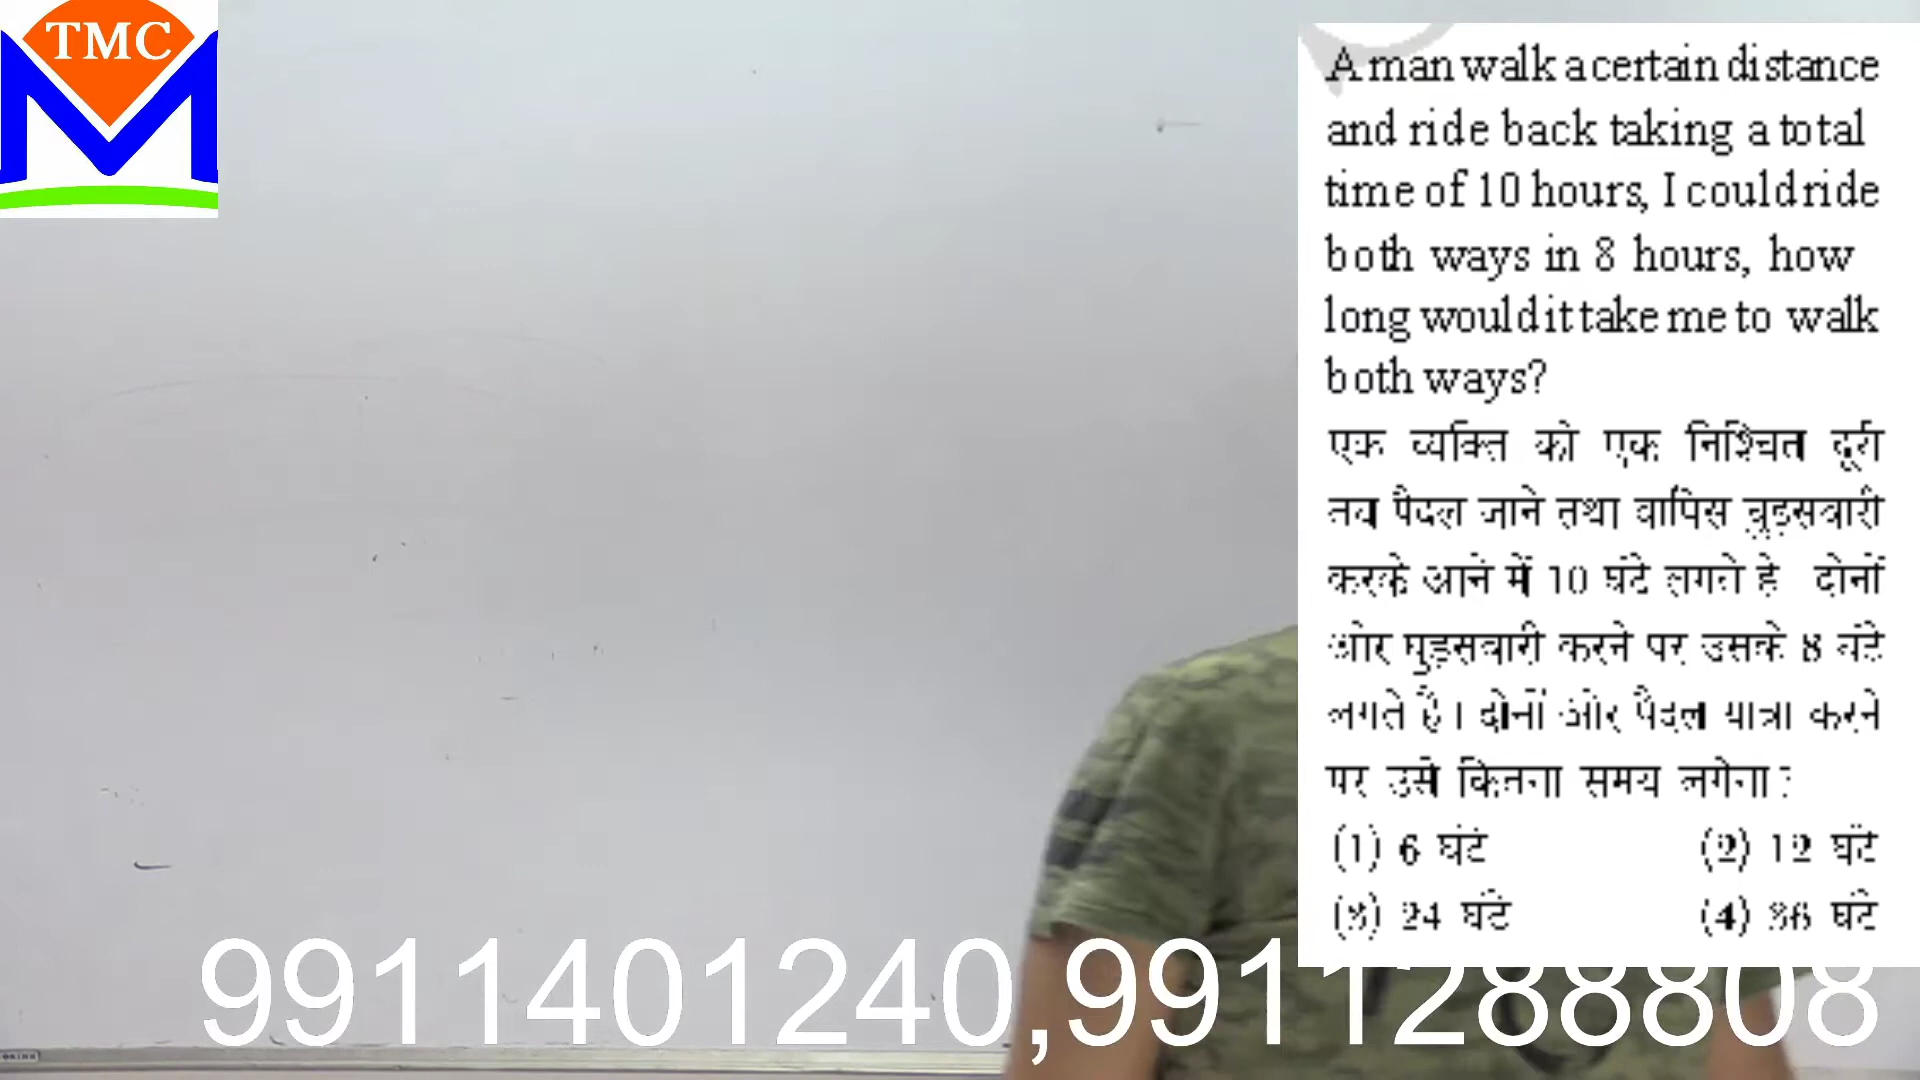 TMC
A man walk a certain distance
and ride back taking a total
time of 10 hours, I could ride
both ways in 8 hours, how
long would it take me to walk
both ways?
एक व्यक्ति को एक निश्चित दूरी
तय पैदल जाने तथा वापिस घुड़सवारी
करके आने में 10 घंटे लगते है दोनों
ओर घुड़सवारी करने पर उसके 8 घंटे
लगते है। दोनों ओर पैदल यात्रा करने
पर उसे कितना समय लगेगा ?
(1) 6 घंटे (2) 12 घंटे
(3) 24 घंटे (4) 36 घंटे
9911401240,9911288808